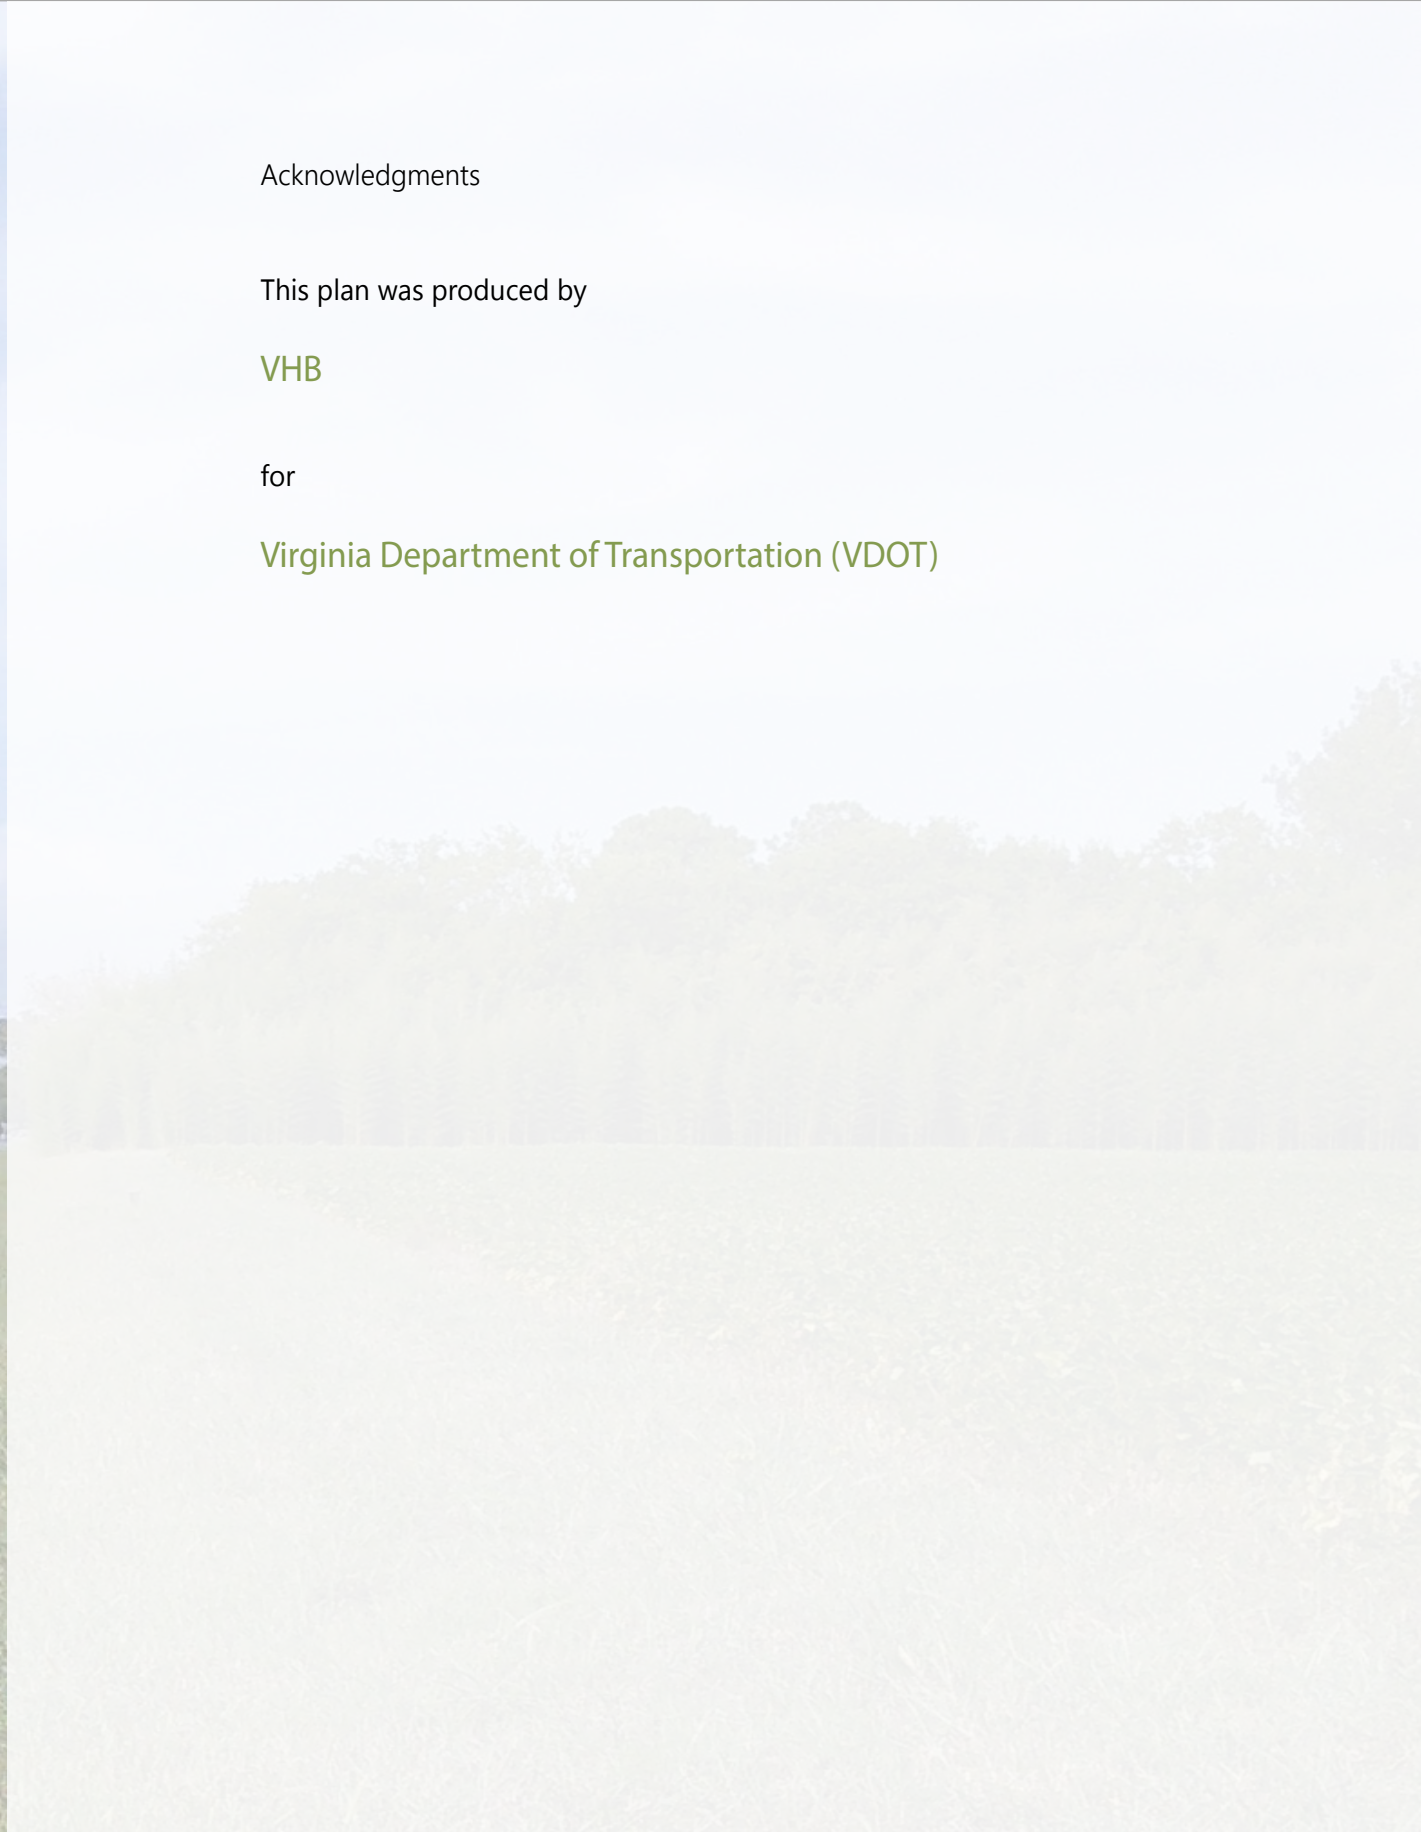 Acknowledgments
This plan was produced by
VHB
for
Virginia Department of Transportation (VDOT)